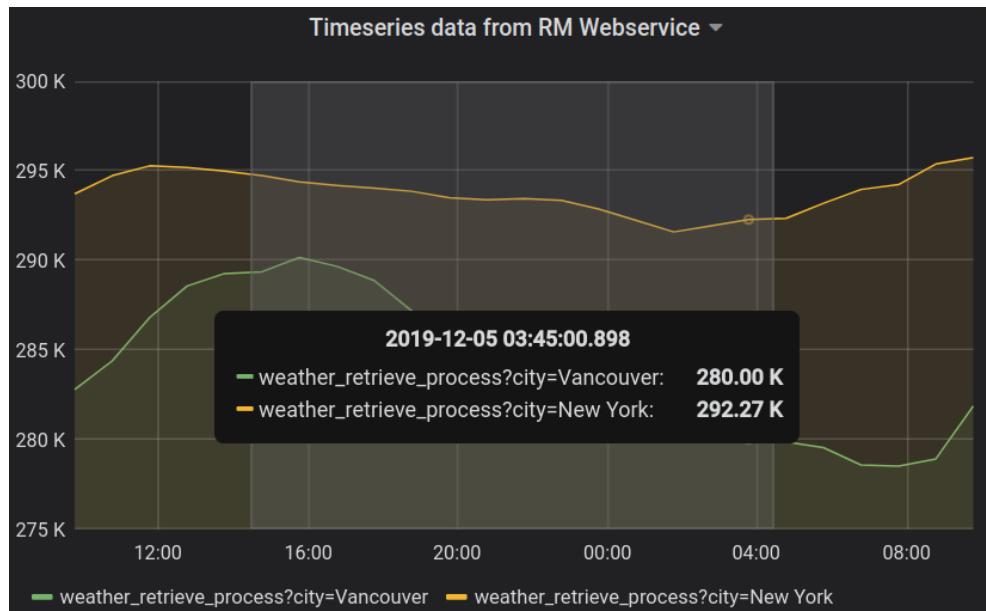 Timeseries data from RM Webservice
300 K
295 K
290 K
285 K
280 K
275 K
2019-12-05 03:45:00.898
weather_retrieve_process?city=Vancouver: 280.00 K
weather_retrieve_process?city=New York: 292.27 K
12:00 16:00 20:00 00:00 04:00 08:00
weather_retrieve_process?city=Vancouver weather_retrieve_process?city=New York